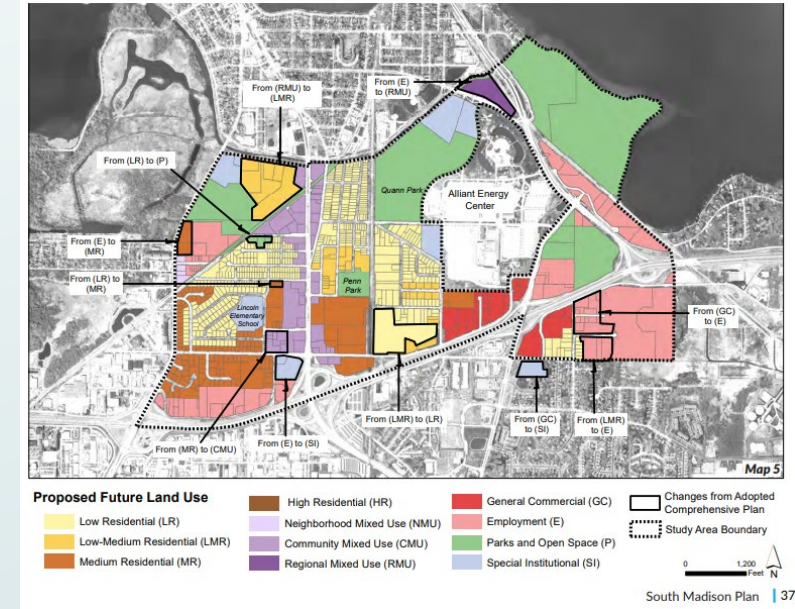 From (RMU) to
(LMR)
From (E)
to (RMU)
From (LR) to (P)
Quann Park
Alliant Energy
Center
From (E) to
(MR)
From (LR) to
(MR)
Penn
Park
Lincoln
Elementary
School
From (GC)
to (E)
From (MR) to (CMU)
From (E) to (SI)
From (LMR) to (LR)
From (GC)
to (SI)
From (LMR)
to (E)
Map 5
Proposed Future Land Use
Low Residential (LR)
Low-Medium Residential (LMR)
Medium Residential (MR)
High Residential (HR)
Neighborhood Mixed Use (NMU)
Community Mixed Use (CMU)
Regional Mixed Use (RMU)
General Commercial (GC)
Employment (E)
Parks and Open Space (P)
Special Institutional (SI)
Changes from Adopted
Comprehensive Plan
Study Area Boundary
0 1,200
Feet
N
South Madison Plan | 37